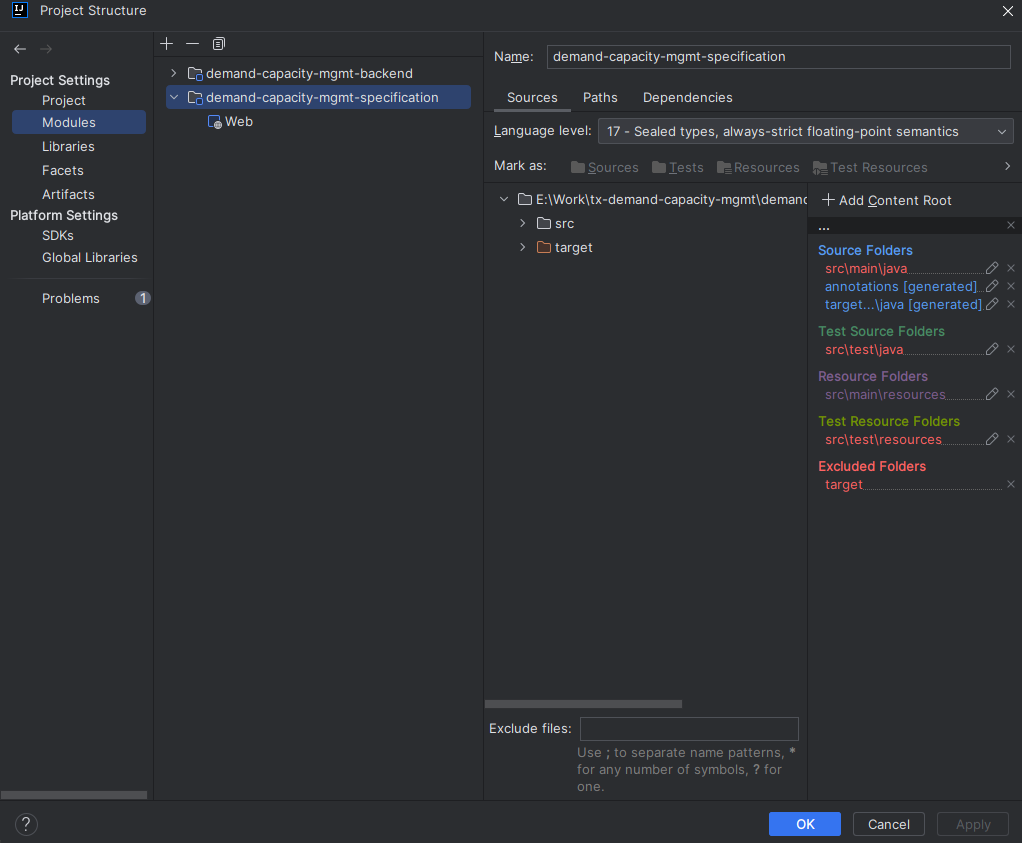 Project Structure
Project Settings
Project
Modules
Libraries
Facets
Artifacts
Platform Settings
SDKs
Global Libraries
Problems 1
demand-capacity-mgmt-backend
demand-capacity-mgmt-specification
Web
Name: demand-capacity-mgmt-specification
Sources Paths Dependencies
Language level: 17 - Sealed types, always-strict floating-point semantics
Mark as: Sources Tests Resources Test Resources
E:\Work\tx-demand-capacity-mgmt\demand
src
target
Exclude files:
Use ; to separate name patterns, *
for any number of symbols, ? for
one.
+ Add Content Root
...
Source Folders
src\main\java
annotations [generated]
target...\java [generated]
Test Source Folders
src\test\java
Resource Folders
src\main\resources
Test Resource Folders
src\test\resources
Excluded Folders
target
? OK Cancel Apply